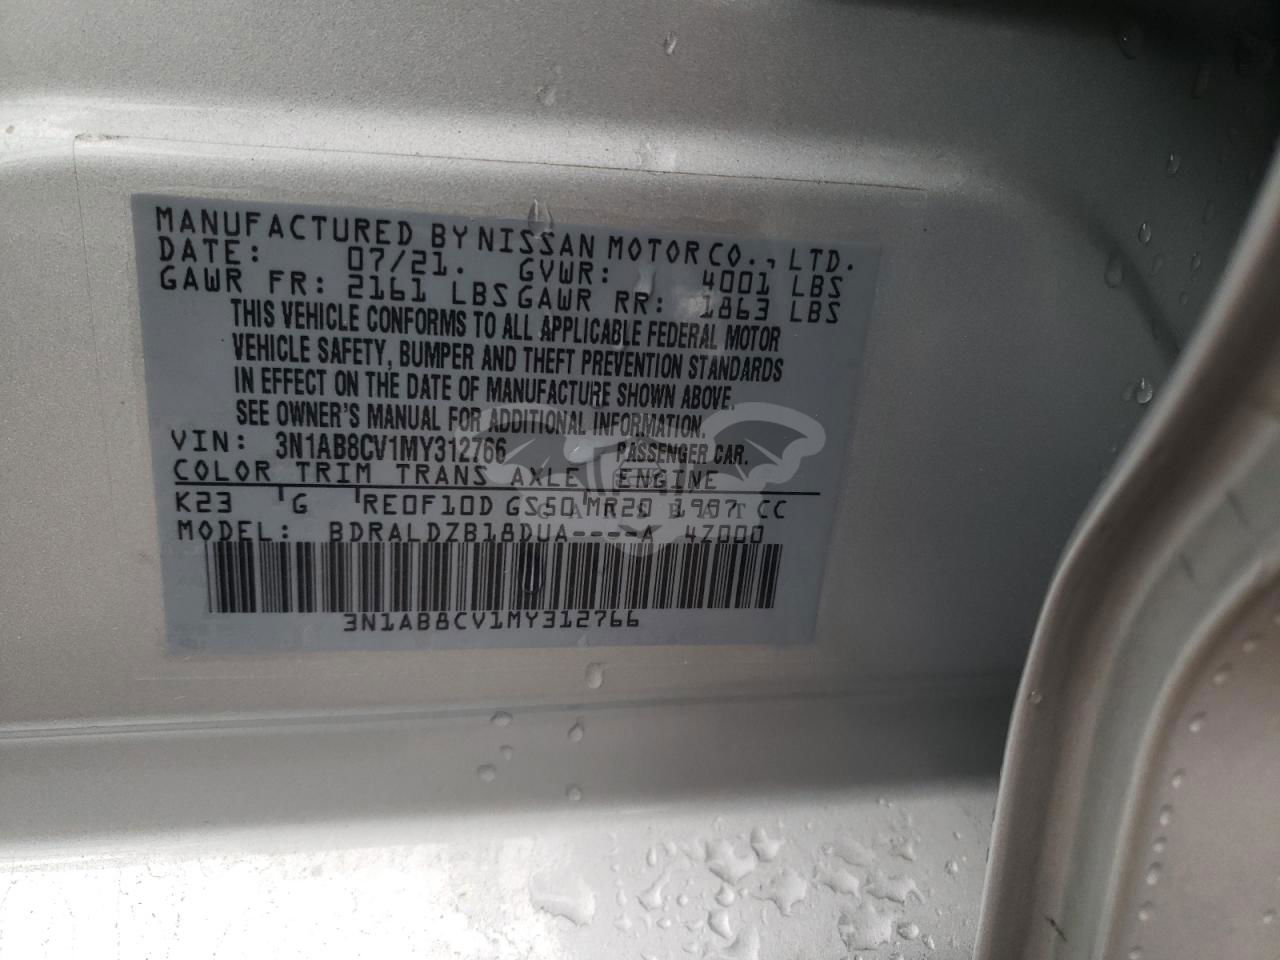 MANUFACTURED BY NISSAN MOTOR CO., LTD.
DATE: 07/21. GVWR: 4001 LBS
GAWR FR: 2161 LBS GAWR RR: 1863 LBS
THIS VEHICLE CONFORMS TO ALL APPLICABLE FEDERAL MOTOR
VEHICLE SAFETY, BUMPER AND THEFT PREVENTION STANDARDS
IN EFFECT ON THE DATE OF MANUFACTURE SHOWN ABOVE.
SEE OWNER'S MANUAL FOR ADDITIONAL INFORMATION.
VIN: 3N1AB8CV1MY312766 PASSENGER CAR.
COLOR TRIM TRANS AXLE ENGINE
K23 G RE0F10D GS50 MR20 1997 CC
CARSBAT
MODEL: BDRALDZB18DUA----A 4Z000
3N1AB8CV1MY312766